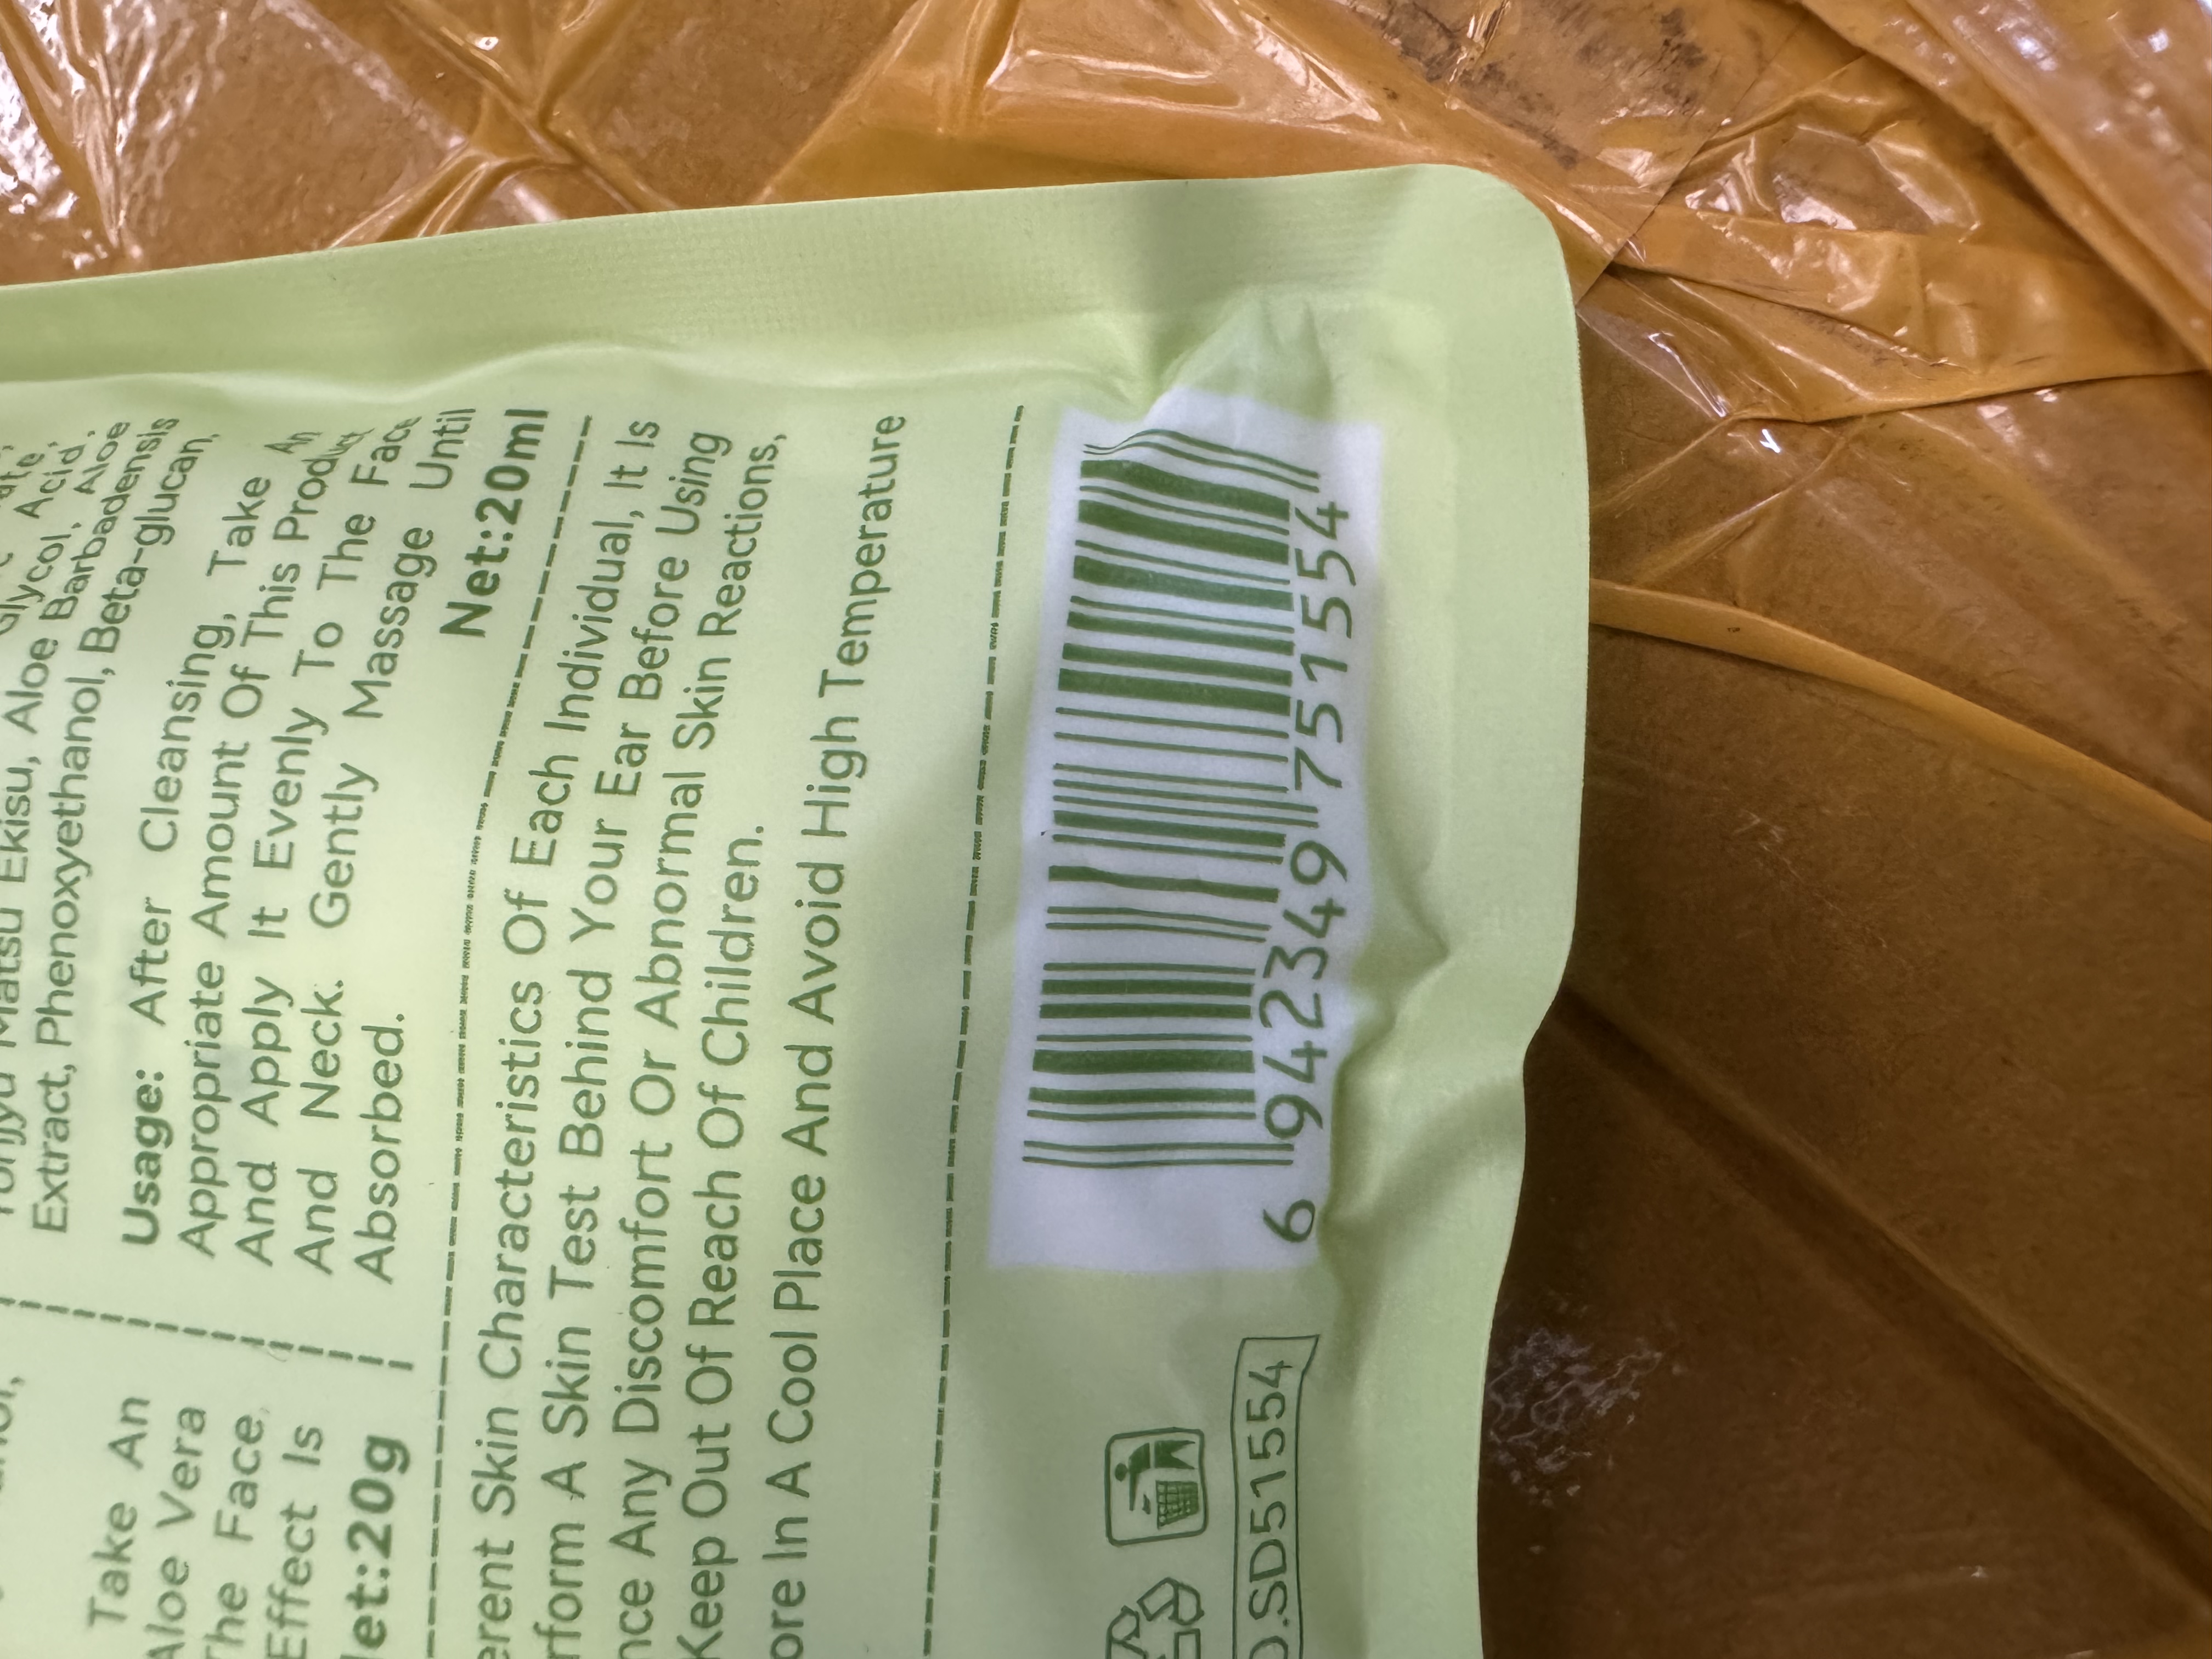 Glycol, Acid,
Matsu Ekisu, Aloe Barbadensis
Extract, Phenoxyethanol, Beta-glucan,
Usage: After Cleansing, Take An
Appropriate Amount Of This Product
And Apply It Evenly To The Face
And Neck. Gently Massage Until
Absorbed.
Net:20ml
Take An
Aloe Vera
The Face,
Effect Is
Net:20g
erent Skin Characteristics Of Each Individual, It Is
rform A Skin Test Behind Your Ear Before Using
nce Any Discomfort Or Abnormal Skin Reactions,
Keep Out Of Reach Of Children.
ore In A Cool Place And Avoid High Temperature
6 942349 751554
O.SD51554